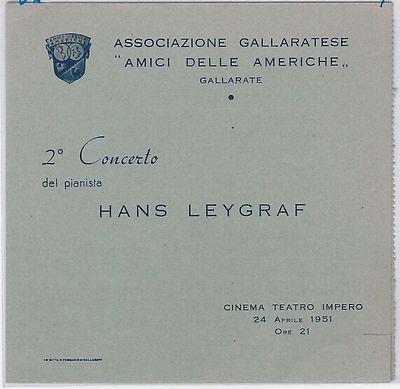 ASSOCIAZIONE GALLARATESE
"AMICI DELLE AMERICHE„
GALLARATE
2° Concerto
del pianista
HANS LEYGRAF
CINEMA TEATRO IMPERO
24 APRILE 1951
ORE 21